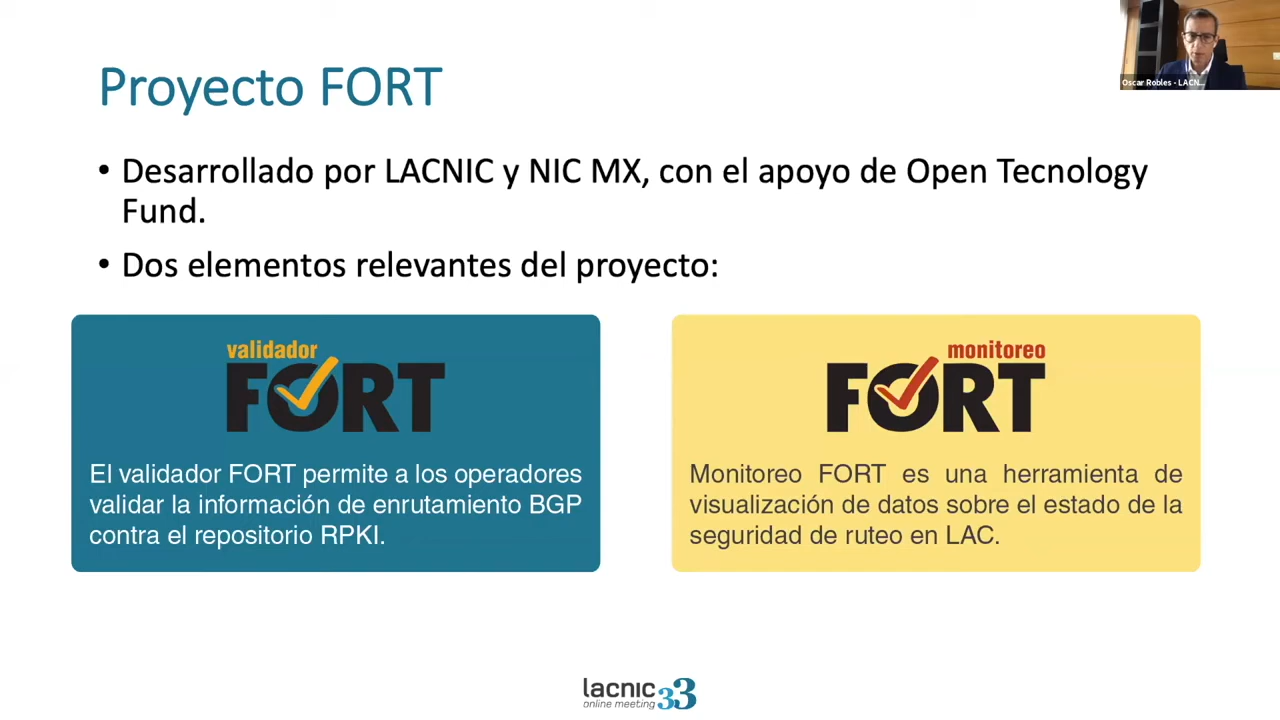 Proyecto FORT
Oscar Robles - LACN...
• Desarrollado por LACNIC y NIC MX, con el apoyo de Open Tecnology
Fund.
• Dos elementos relevantes del proyecto:
validador
FORT
El validador FORT permite a los operadores
validar la información de enrutamiento BGP
contra el repositorio RPKI.
monitoreo
FORT
Monitoreo FORT es una herramienta de
visualización de datos sobre el estado de la
seguridad de ruteo en LAC.
lacnic 33
online meeting